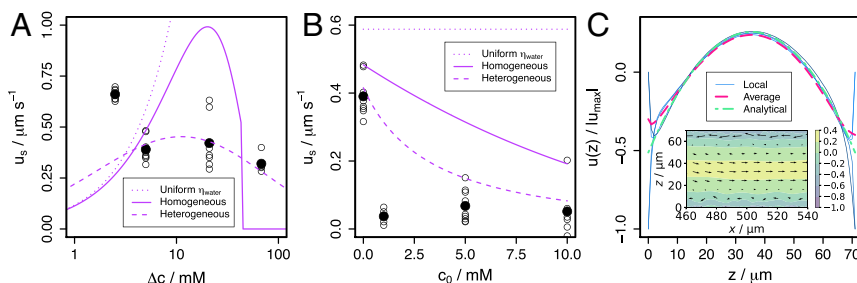 A
u_s / μm s⁻¹
1.00
0.75
0.50
0.25
0.00
Uniform η_water
Homogeneous
Heterogeneous
1
10
100
Δc / mM
B
u_s / μm s⁻¹
0.6
0.4
0.2
0.0
Uniform η_water
Homogeneous
Heterogeneous
0.0
2.5
5.0
7.5
10.0
c₀ / mM
C
u(z) / |u_max|
0.0
−0.5
−1.0
Local
Average
Analytical
z / μm
60
40
20
0
460
480
500
520
540
x / μm
0.4
0.2
0.0
−0.2
−0.4
−0.6
−0.8
−1.0
0
10
20
30
40
50
60
70
z / μm